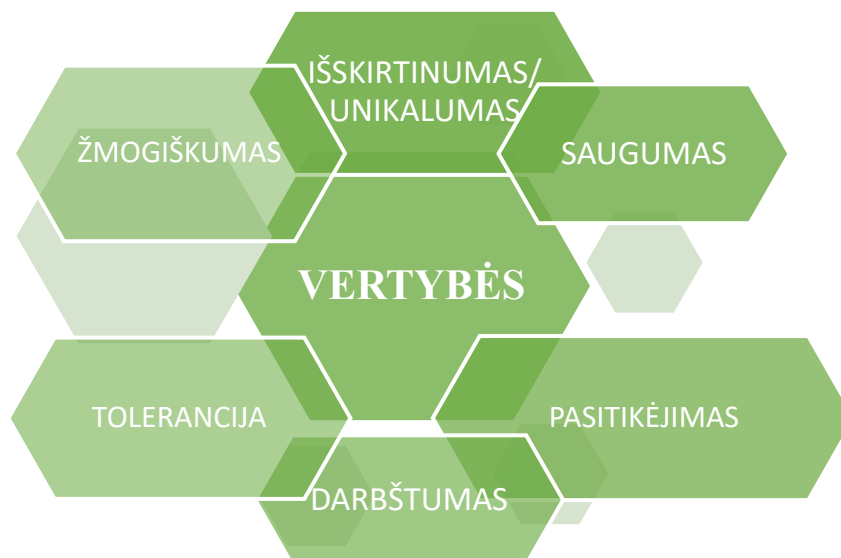 IŠSKIRTINUMAS/
UNIKALUMAS
ŽMOGIŠKUMAS
SAUGUMAS
VERTYBĖS
TOLERANCIJA
PASITIKĖJIMAS
DARBŠTUMAS